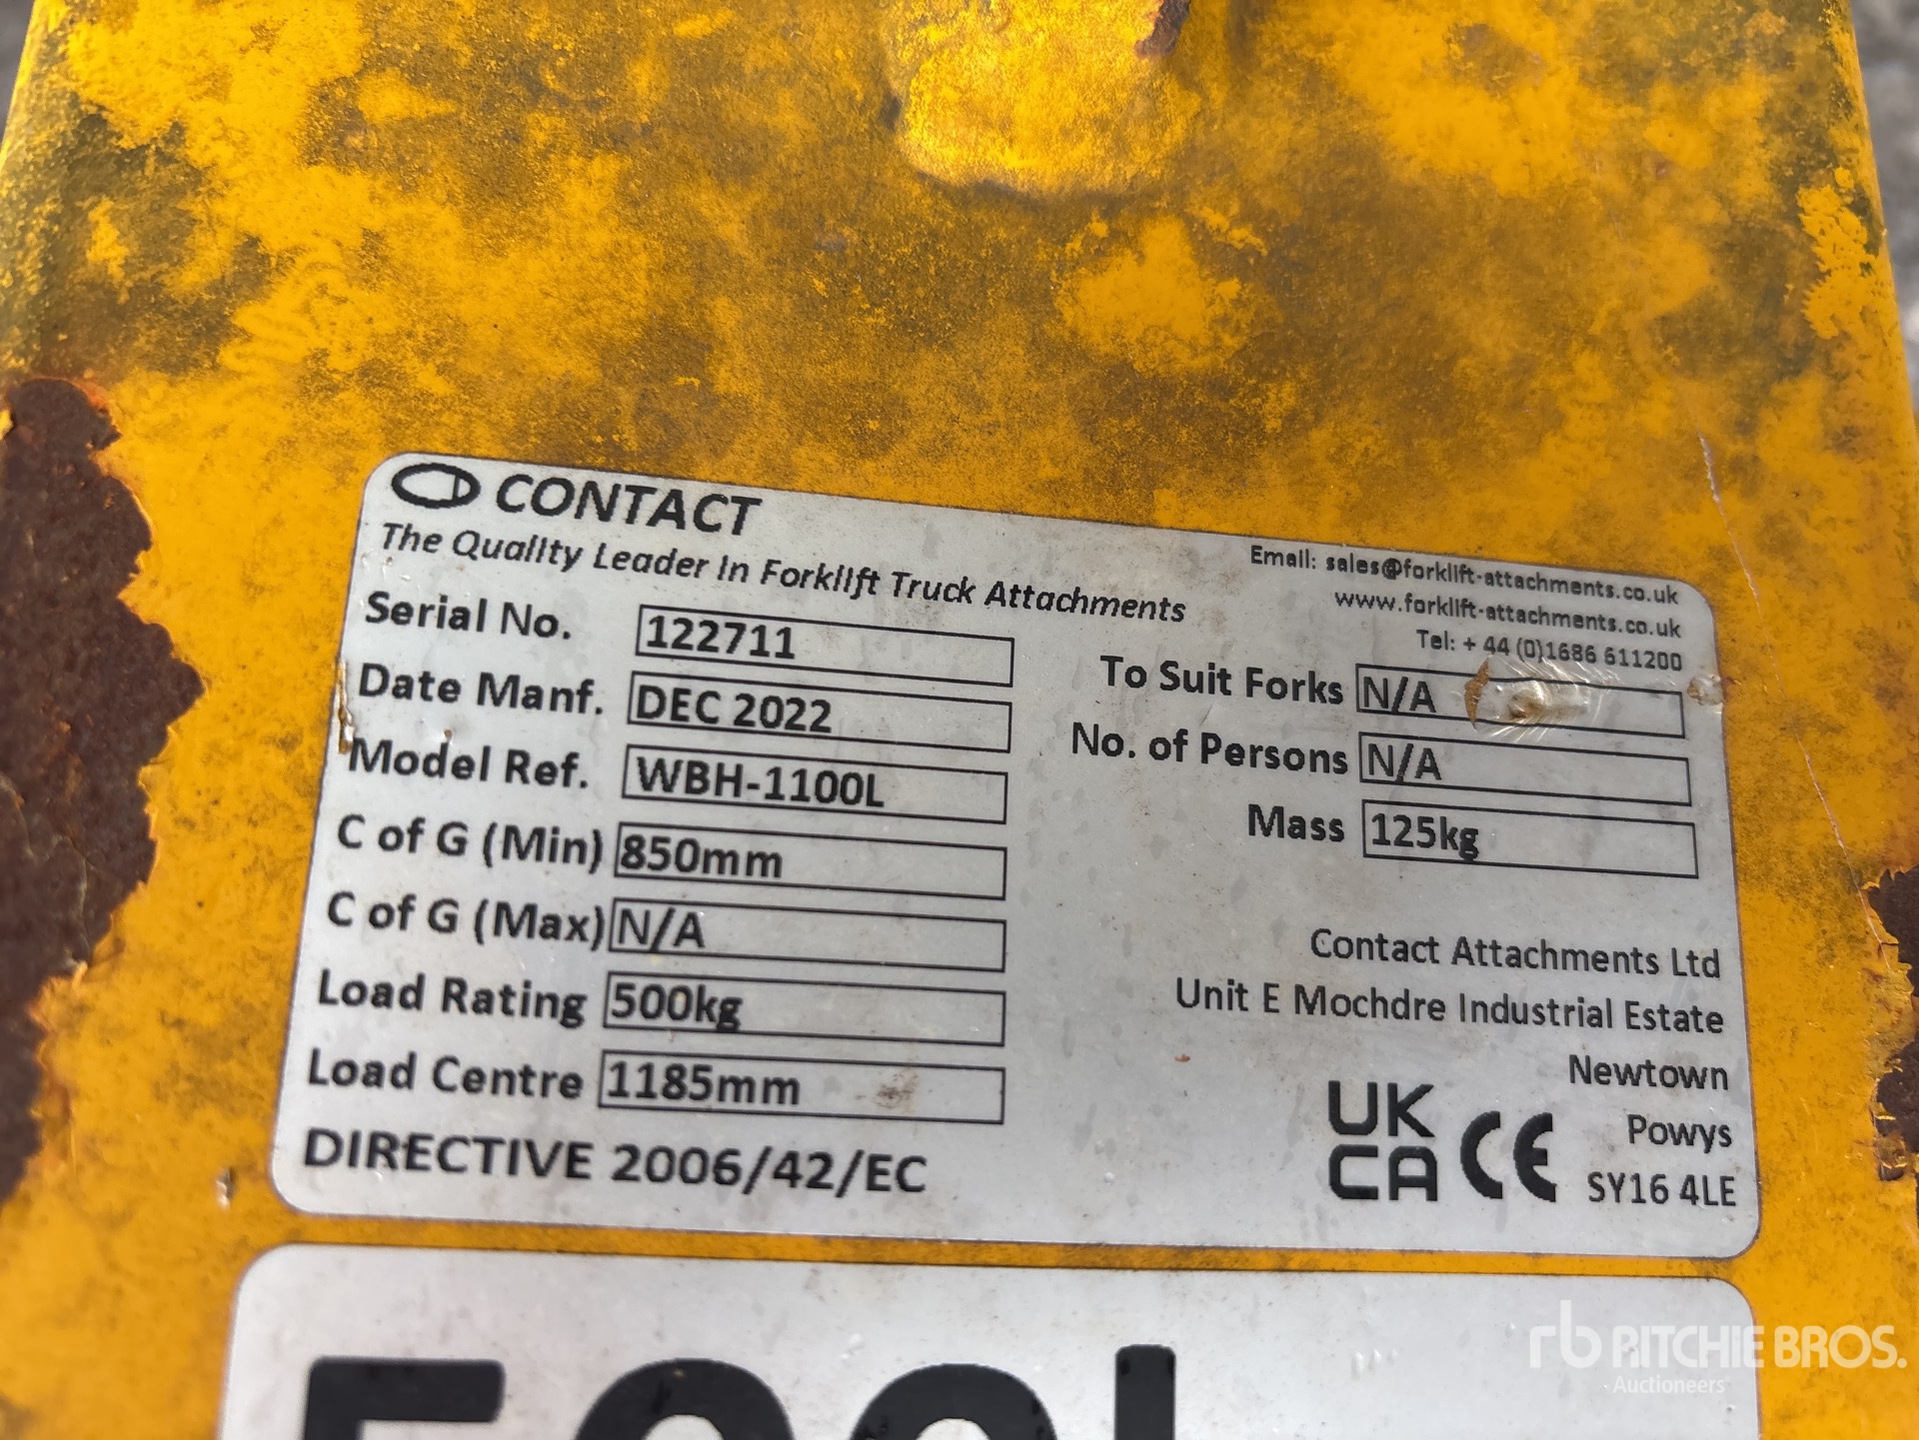 CONTACT
The Quality Leader in Forklift Truck Attachments
Email: sales@forklift-attachments.co.uk
www.forklift-attachments.co.uk
Tel: + 44 (0)1686 611200
Serial No. 122711
Date Manf. DEC 2022
Model Ref. WBH-1100L
C of G (Min) 850mm
C of G (Max) N/A
Load Rating 500kg
Load Centre 1185mm
DIRECTIVE 2006/42/EC
To Suit Forks N/A
No. of Persons N/A
Mass 125kg
Contact Attachments Ltd
Unit E Mochdre Industrial Estate
Newtown
Powys
SY16 4LE
UK
CA CE
rb RITCHIE BROS.
Auctioneers